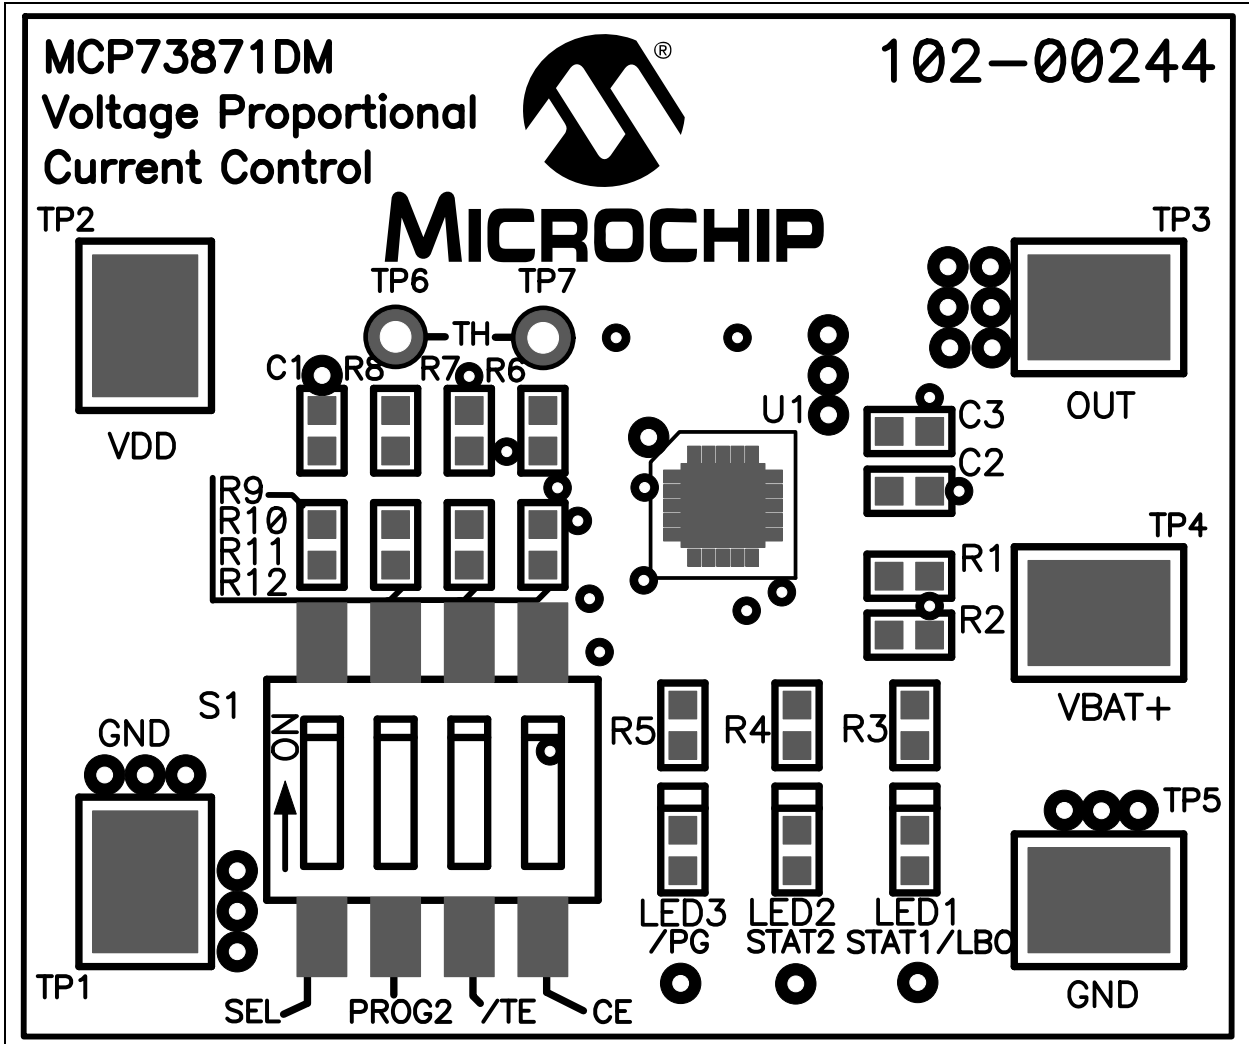 MCP73871DM
Voltage Proportional
Current Control
®
102-00244
MICROCHIP
TP2
TP3
TP6
TP7
TH
C1
R8
R7
R6
U1
C3
OUT
VDD
C2
R9
R10
R11
R12
TP4
R1
R2
S1
VBAT+
GND
ON
R5
R4
R3
TP5
LED3
LED2
LED1
/PG
STAT2
STAT1/LBO
TP1
GND
SEL
PROG2
/TE
CE